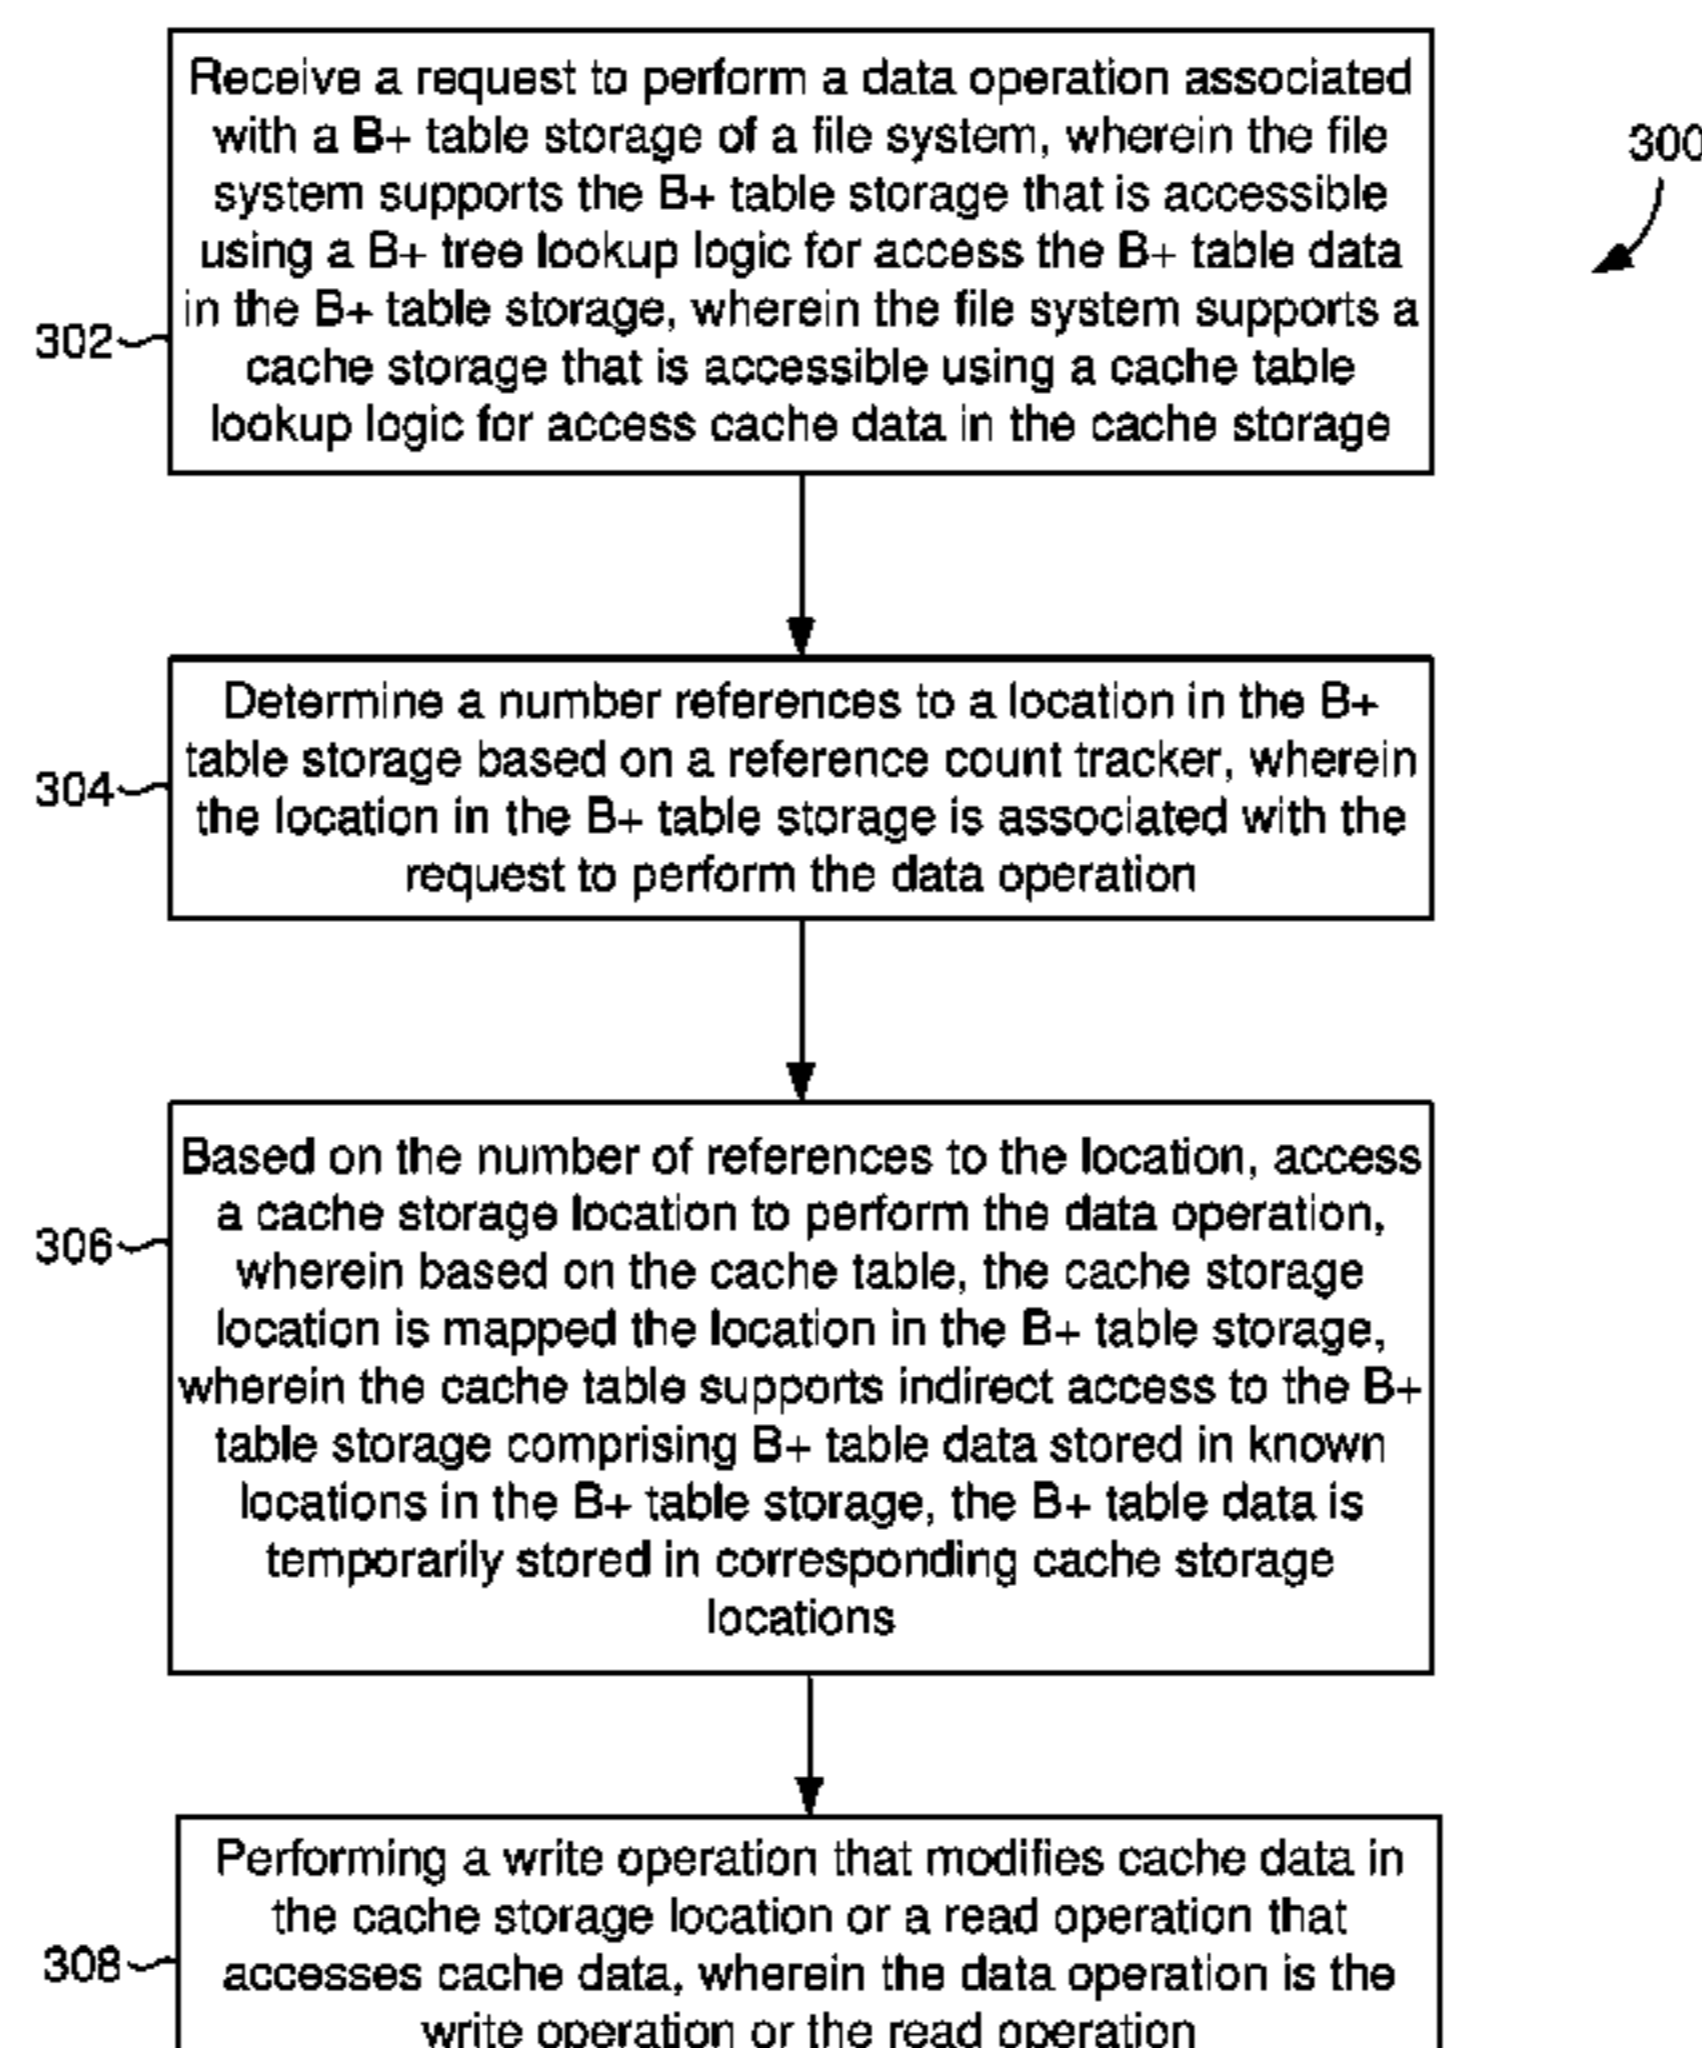 Receive a request to perform a data operation associated
with a B+ table storage of a file system, wherein the file
system supports the B+ table storage that is accessible
using a B+ tree lookup logic for access the B+ table data
in the B+ table storage, wherein the file system supports a
cache storage that is accessible using a cache table
lookup logic for access cache data in the cache storage
300
302
Determine a number references to a location in the B+
table storage based on a reference count tracker, wherein
the location in the B+ table storage is associated with the
request to perform the data operation
304
Based on the number of references to the location, access
a cache storage location to perform the data operation,
wherein based on the cache table, the cache storage
location is mapped the location in the B+ table storage,
wherein the cache table supports indirect access to the B+
table storage comprising B+ table data stored in known
locations in the B+ table storage, the B+ table data is
temporarily stored in corresponding cache storage
locations
306
Performing a write operation that modifies cache data in
the cache storage location or a read operation that
accesses cache data, wherein the data operation is the
write operation or the read operation
308